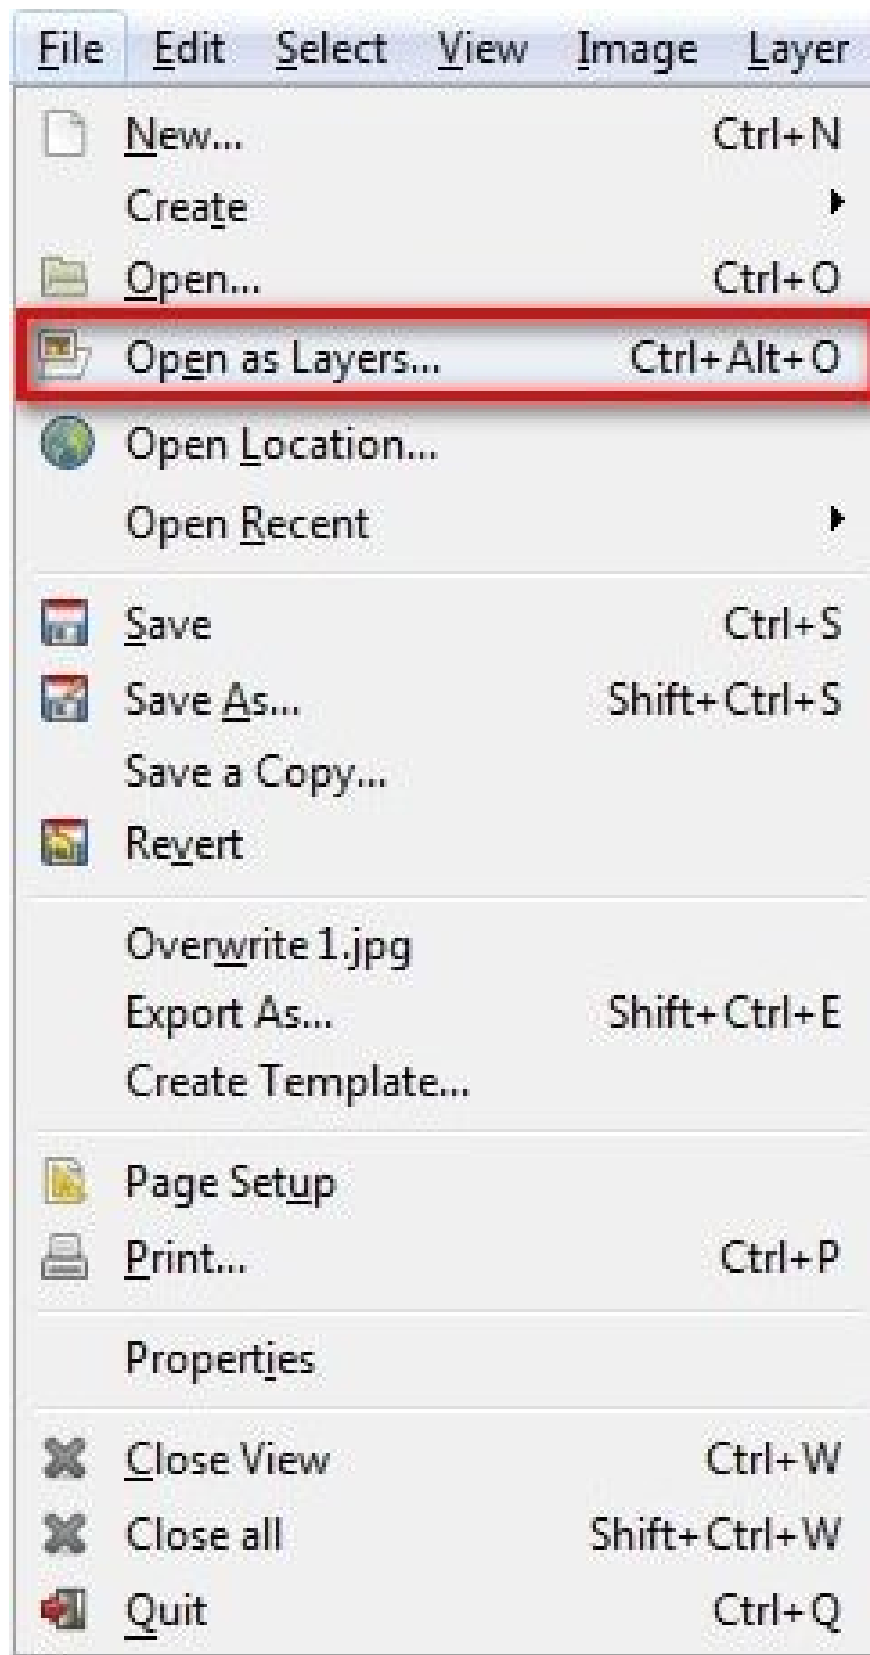 File Edit Select View Image Layer
New... Ctrl+N
Create
Open... Ctrl+O
Open as Layers... Ctrl+Alt+O
Open Location...
Open Recent
Save Ctrl+S
Save As... Shift+Ctrl+S
Save a Copy...
Revert
Overwrite 1.jpg
Export As... Shift+Ctrl+E
Create Template...
Page Setup
Print... Ctrl+P
Properties
Close View Ctrl+W
Close all Shift+Ctrl+W
Quit Ctrl+Q